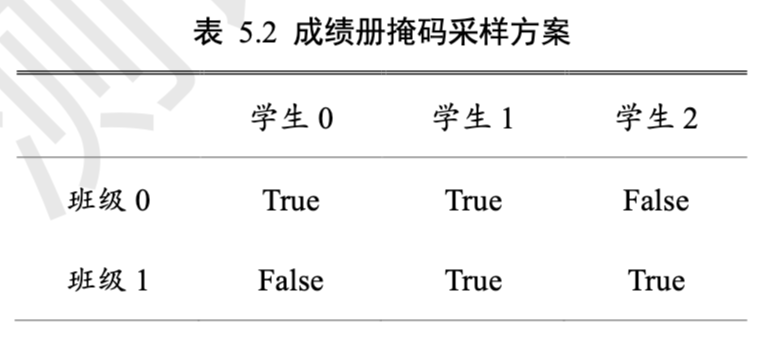 表 5.2 成绩册掩码采样方案
学生 0 学生 1 学生 2
班级 0 True True False
班级 1 False True True
测